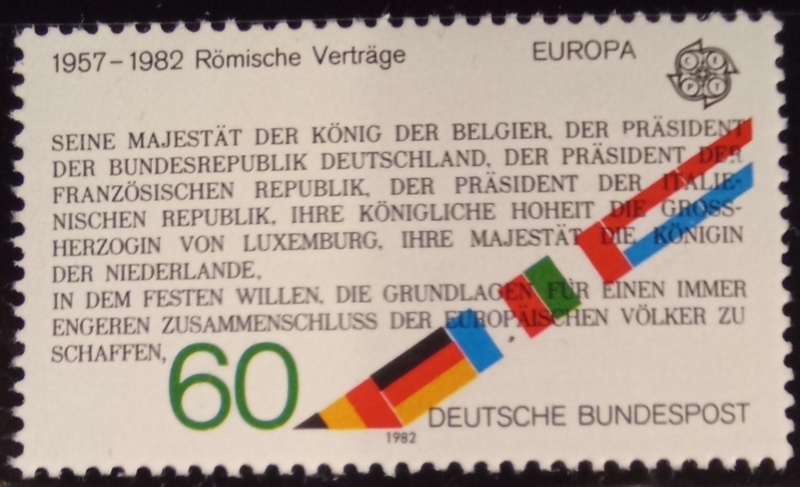 1957–1982 Römische Verträge
EUROPA
CEPT
SEINE MAJESTÄT DER KÖNIG DER BELGIER, DER PRÄSIDENT
DER BUNDESREPUBLIK DEUTSCHLAND, DER PRÄSIDENT DER
FRANZÖSISCHEN REPUBLIK, DER PRÄSIDENT DER ITALIE-
NISCHEN REPUBLIK, IHRE KÖNIGLICHE HOHEIT DIE GROSS-
HERZOGIN VON LUXEMBURG, IHRE MAJESTÄT DIE KÖNIGIN
DER NIEDERLANDE,
IN DEM FESTEN WILLEN, DIE GRUNDLAGEN FÜR EINEN IMMER
ENGEREN ZUSAMMENSCHLUSS DER EUROPÄISCHEN VÖLKER ZU
SCHAFFEN,
60
DEUTSCHE BUNDESPOST
1982